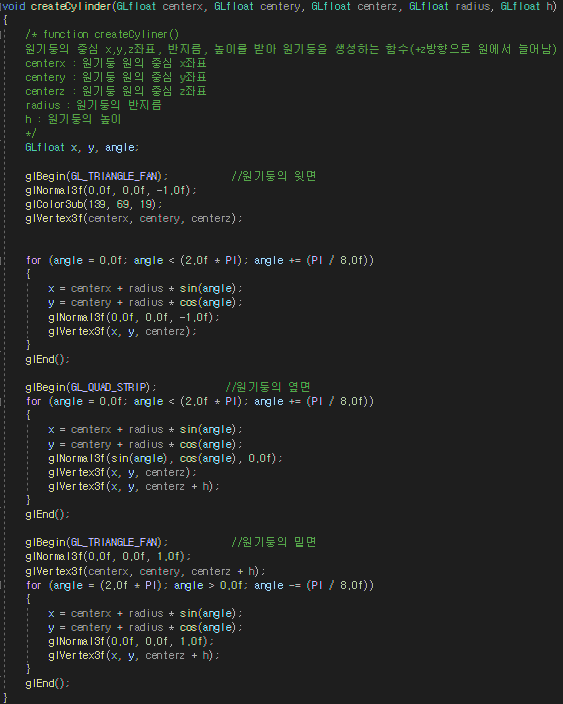 void createCylinder(GLfloat centerx, GLfloat centery, GLfloat centerz, GLfloat radius, GLfloat h)
{
/* function createCyliner()
원기둥의 중심 x,y,z좌표, 반지름, 높이를 받아 원기둥을 생성하는 함수(+z방향으로 원에서 늘어남)
centerx : 원기둥 원의 중심 x좌표
centery : 원기둥 원의 중심 y좌표
centerz : 원기둥 원의 중심 z좌표
radius : 원기둥의 반지름
h : 원기둥의 높이
*/
GLfloat x, y, angle;
glBegin(GL_TRIANGLE_FAN); //원기둥의 윗면
glNormal3f(0.0f, 0.0f, -1.0f);
glColor3ub(139, 69, 19);
glVertex3f(centerx, centery, centerz);
for (angle = 0.0f; angle < (2.0f * PI); angle += (PI / 8.0f))
{
x = centerx + radius * sin(angle);
y = centery + radius * cos(angle);
glNormal3f(0.0f, 0.0f, -1.0f);
glVertex3f(x, y, centerz);
}
glEnd();
glBegin(GL_QUAD_STRIP); //원기둥의 옆면
for (angle = 0.0f; angle < (2.0f * PI); angle += (PI / 8.0f))
{
x = centerx + radius * sin(angle);
y = centery + radius * cos(angle);
glNormal3f(sin(angle), cos(angle), 0.0f);
glVertex3f(x, y, centerz);
glVertex3f(x, y, centerz + h);
}
glEnd();
glBegin(GL_TRIANGLE_FAN); //원기둥의 밑면
glNormal3f(0.0f, 0.0f, 1.0f);
glVertex3f(centerx, centery, centerz + h);
for (angle = (2.0f * PI); angle > 0.0f; angle -= (PI / 8.0f))
{
x = centerx + radius * sin(angle);
y = centery + radius * cos(angle);
glNormal3f(0.0f, 0.0f, 1.0f);
glVertex3f(x, y, centerz + h);
}
glEnd();
}